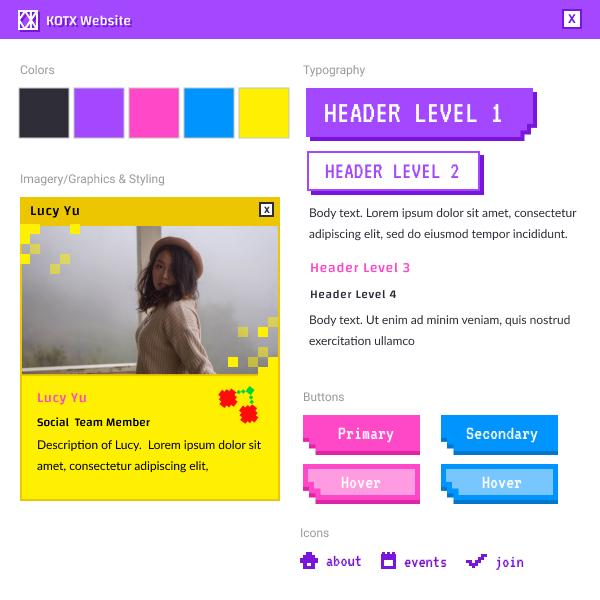 KOTX Website
X
Colors
Typography
HEADER LEVEL 1
HEADER LEVEL 2
Imagery/Graphics & Styling
Lucy Yu
x
Body text. Lorem ipsum dolor sit amet, consectetur
adipiscing elit, sed do eiusmod tempor incididunt.
Header Level 3
Header Level 4
Body text. Ut enim ad minim veniam, quis nostrud
exercitation ullamco
Lucy Yu
Social Team Member
Description of Lucy. Lorem ipsum dolor sit
amet, consectetur adipiscing elit,
Buttons
Primary
Secondary
Hover
Hover
Icons
about
events
join